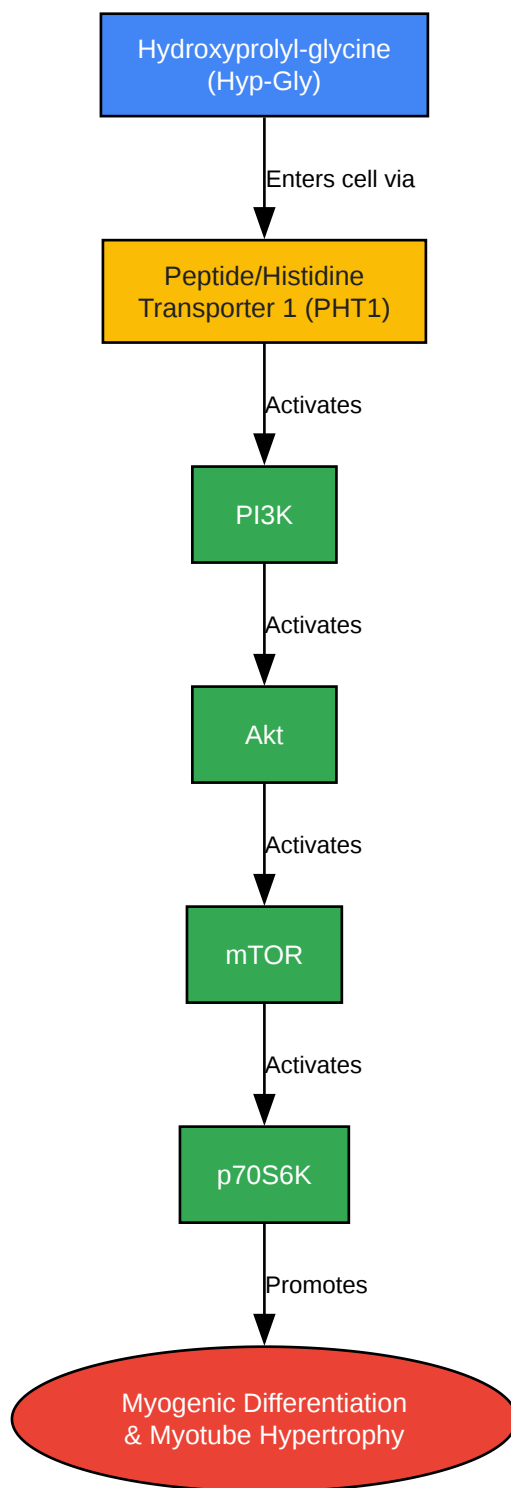 Hydroxyprolyl-glycine
(Hyp-Gly)
Enters cell via
Peptide/Histidine
Transporter 1 (PHT1)
Activates
PI3K
Activates
Akt
Activates
mTOR
Activates
p70S6K
Promotes
Myogenic Differentiation
& Myotube Hypertrophy